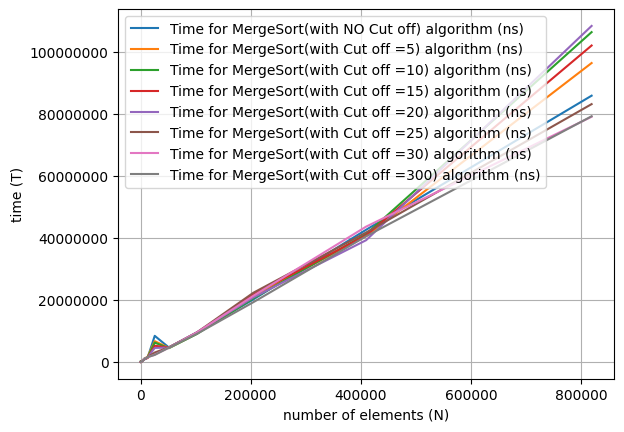 Time for MergeSort(with NO Cut off) algorithm (ns)
Time for MergeSort(with Cut off =5) algorithm (ns)
Time for MergeSort(with Cut off =10) algorithm (ns)
Time for MergeSort(with Cut off =15) algorithm (ns)
Time for MergeSort(with Cut off =20) algorithm (ns)
Time for MergeSort(with Cut off =25) algorithm (ns)
Time for MergeSort(with Cut off =30) algorithm (ns)
Time for MergeSort(with Cut off =300) algorithm (ns)
time (T)
100000000
80000000
60000000
40000000
20000000
0
0 200000 400000 600000 800000
number of elements (N)